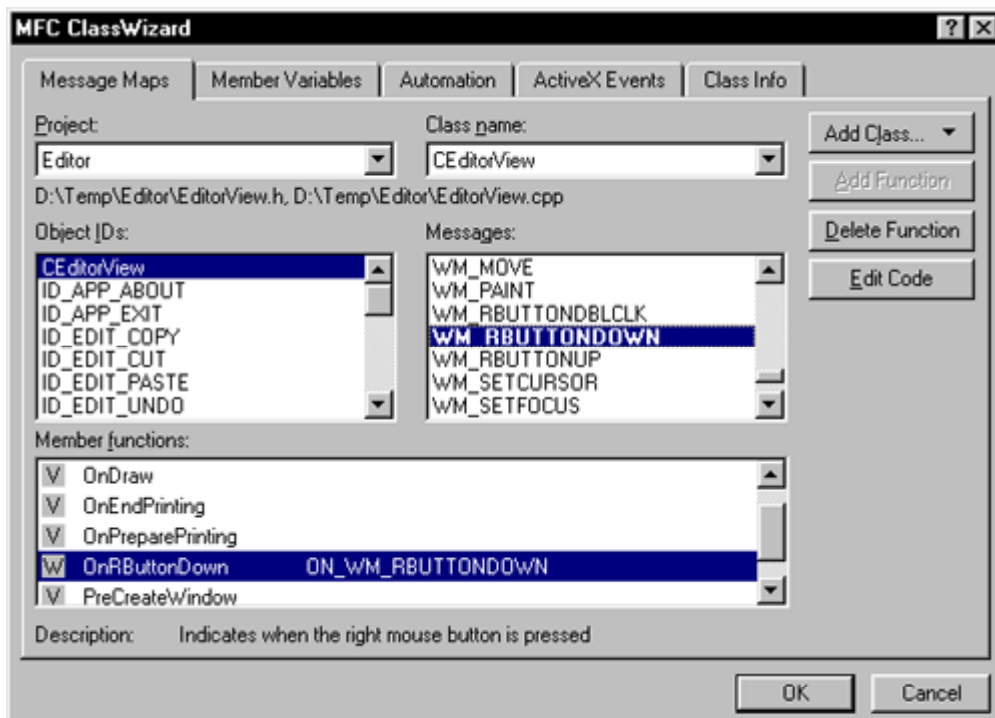 MFC ClassWizard
Message Maps Member Variables Automation ActiveX Events Class Info
Project: Class name:
Editor CEditorView
Add Class...
D:\Temp\Editor\EditorView.h, D:\Temp\Editor\EditorView.cpp
Add Function
Object IDs: Messages:
Delete Function
CEditorView WM_MOVE
ID_APP_ABOUT WM_PAINT
Edit Code
ID_APP_EXIT WM_RBUTTONDBLCLK
ID_EDIT_COPY WM_RBUTTONDOWN
ID_EDIT_CUT WM_RBUTTONUP
ID_EDIT_PASTE WM_SETCURSOR
ID_EDIT_UNDO WM_SETFOCUS
Member functions:
V OnDraw
V OnEndPrinting
V OnPreparePrinting
W OnRButtonDown ON_WM_RBUTTONDOWN
V PreCreateWindow
Description: Indicates when the right mouse button is pressed
OK Cancel